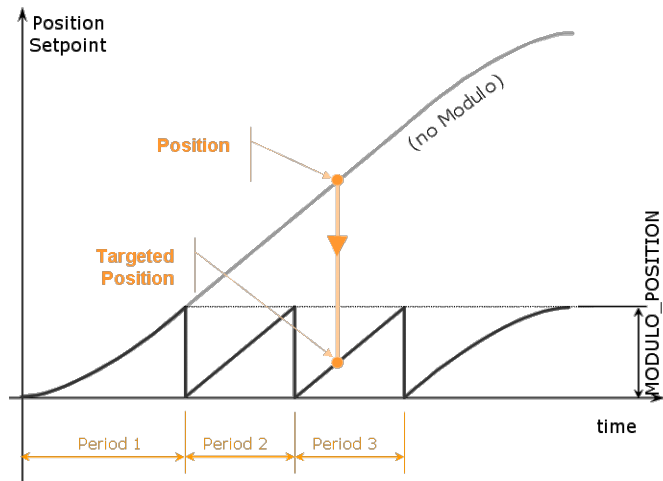 Position
Setpoint
(no Modulo)
Position
Targeted
Position
MODULO_POSITION
time
Period 1
Period 2
Period 3